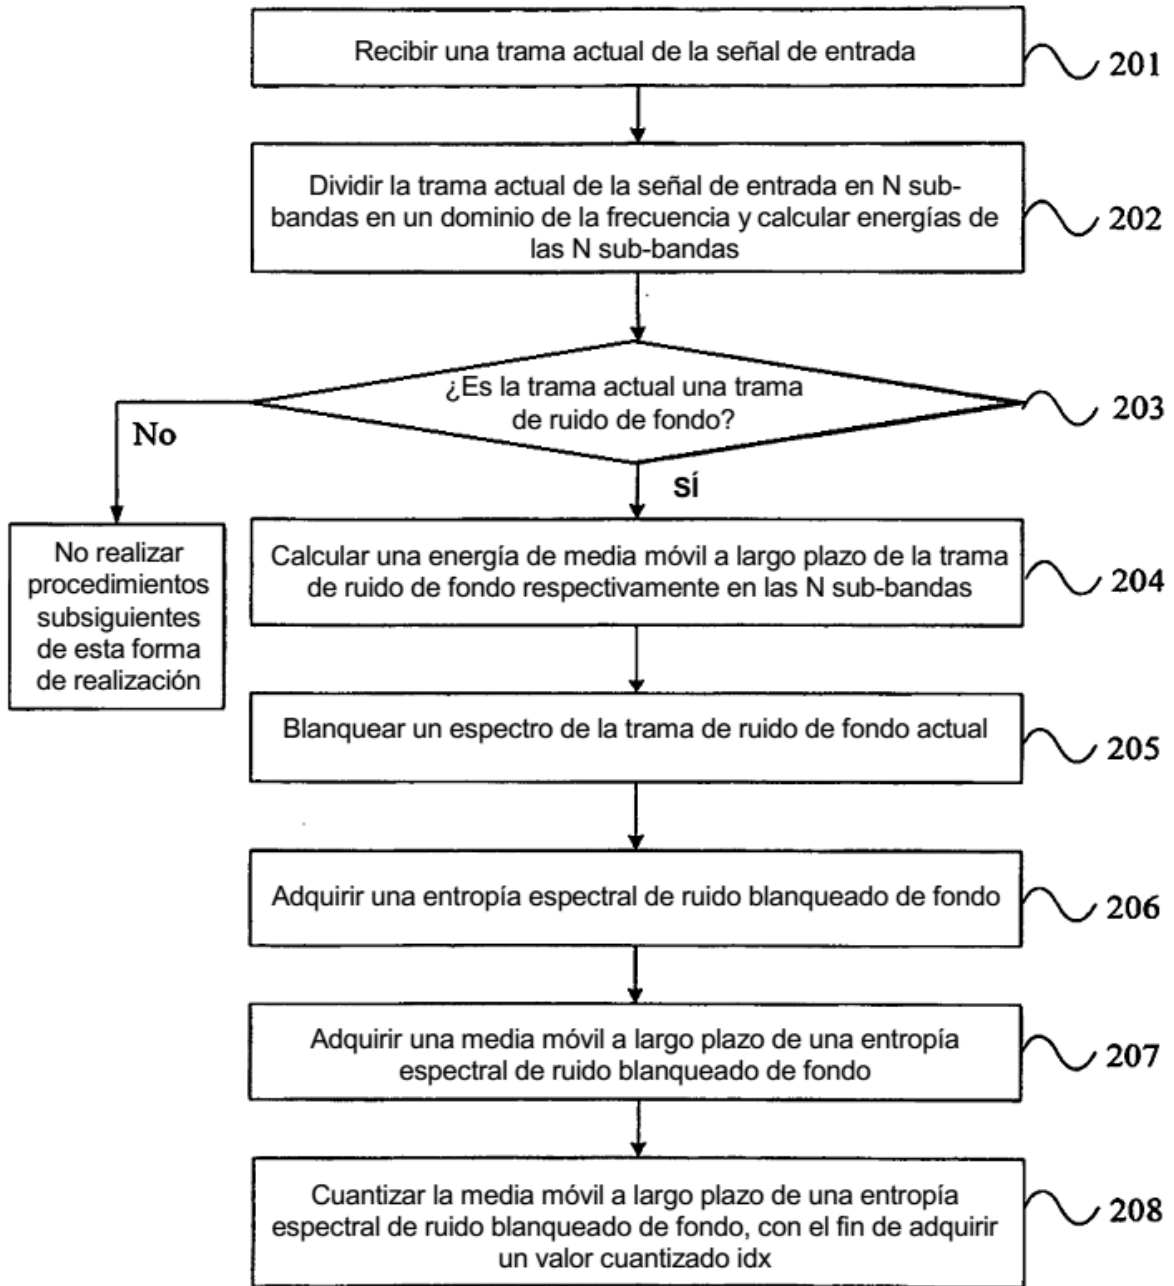 Recibir una trama actual de la señal de entrada
201
Dividir la trama actual de la señal de entrada en N sub-
bandas en un dominio de la frecuencia y calcular energías de
las N sub-bandas
202
¿Es la trama actual una trama
de ruido de fondo?
203
No
SÍ
No realizar
procedimientos
subsiguientes
de esta forma
de realización
Calcular una energía de media móvil a largo plazo de la trama
de ruido de fondo respectivamente en las N sub-bandas
204
Blanquear un espectro de la trama de ruido de fondo actual
205
Adquirir una entropía espectral de ruido blanqueado de fondo
206
Adquirir una media móvil a largo plazo de una entropía
espectral de ruido blanqueado de fondo
207
Cuantizar la media móvil a largo plazo de una entropía
espectral de ruido blanqueado de fondo, con el fin de adquirir
un valor cuantizado idx
208